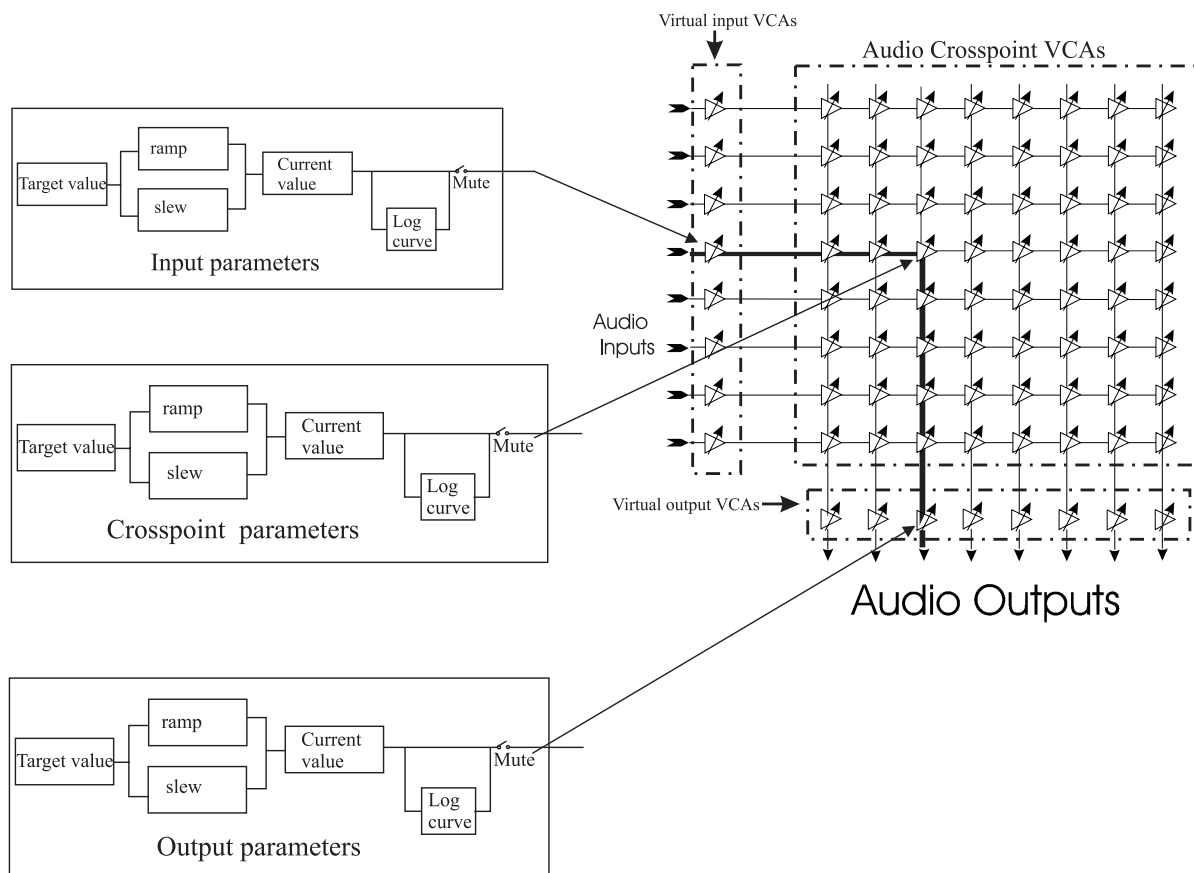 Virtual input VCAs
Audio Crosspoint VCAs
Target value
ramp
slew
Current
value
Log
curve
Mute
Input parameters
Audio
Inputs
Target value
ramp
slew
Current
value
Log
curve
Mute
Crosspoint parameters
Virtual output VCAs
Audio Outputs
Target value
ramp
slew
Current
value
Log
curve
Mute
Output parameters